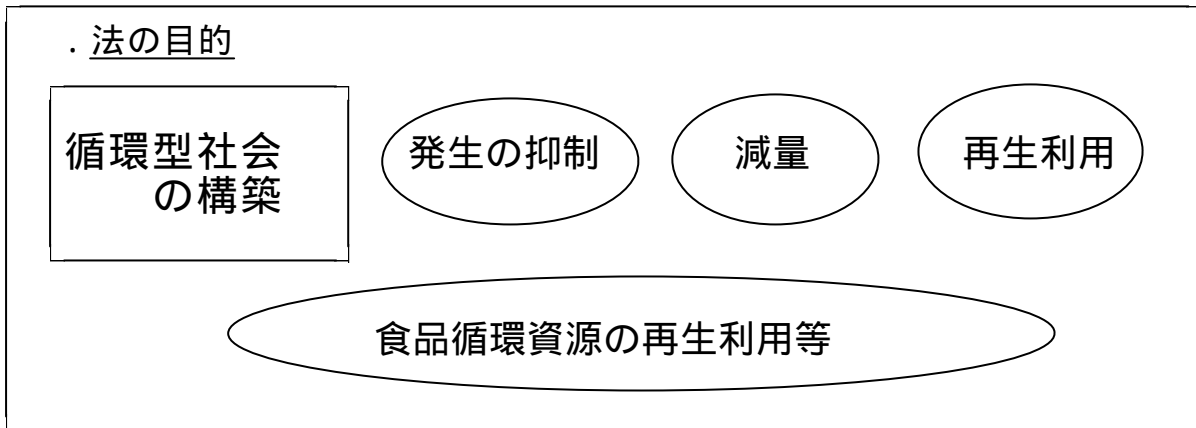 . 法の目的
循環型社会
の構築
発生の抑制
減量
再生利用
食品循環資源の再生利用等